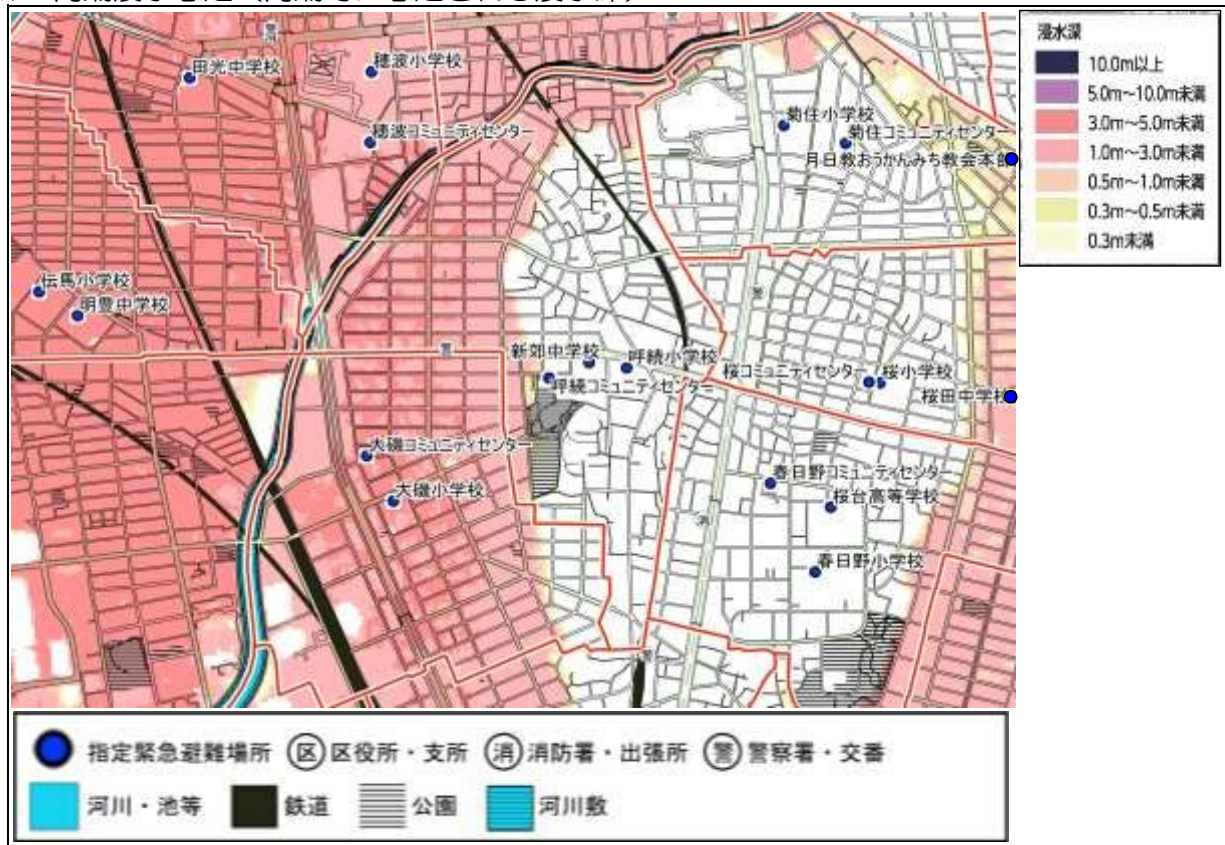 浸水深
10.0m以上
5.0m～10.0m未満
3.0m～5.0m未満
1.0m～3.0m未満
0.5m～1.0m未満
0.3m～0.5m未満
0.3m未満
田光中学校
穂波小学校
穂波コミュニティセンター
菊住小学校
菊住コミュニティセンター
月日教おうかんみち教会本部
伝馬小学校
明豊中学校
新郊中学校
呼続小学校
呼続コミュニティセンター
桜コミュニティセンター
桜小学校
桜田中学校
大磯コミュニティセンター
大磯小学校
春日野コミュニティセンター
桜台高等学校
春日野小学校
指定緊急避難場所 区 区役所・支所 消 消防署・出張所 警 警察署・交番
河川・池等 鉄道 公園 河川敷